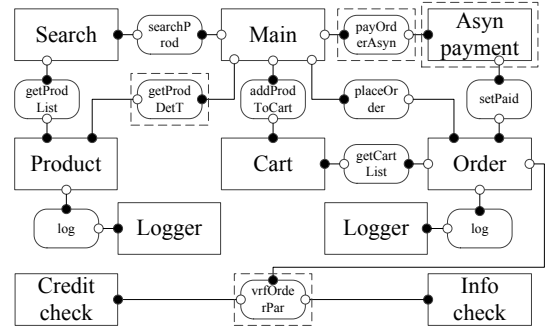 Search
searchP
rod
Main
payOrd
erAsyn
Asyn
payment
getProd
List
getProd
DetT
addProd
ToCart
placeOr
der
setPaid
Product
Cart
getCart
List
Order
log
Logger
Logger
log
Credit
check
vrfOrde
rPar
Info
check